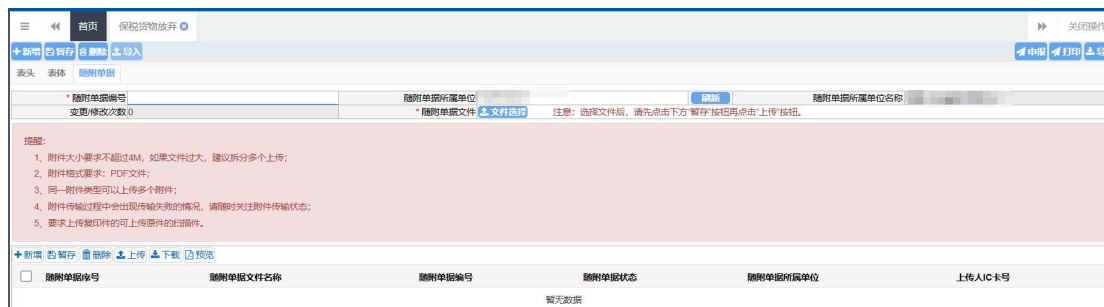 首页 保税货物放弃 关闭操作
新增 暂存 删除 导入 申报 打印
表头 表体 随附单据
* 随附单据编号 随附单据所属单位 刷新 随附单据所属单位名称
变更/修改次数 0 * 随附单据文件 文件选择 注意:选择文件后,请先点击下方“暂存”按钮再点击“上传”按钮。
提醒:
1、附件大小要求不超过4M,如果文件过大,建议拆分多个上传;
2、附件格式要求:PDF文件;
3、同一附件类型可以上传多个附件;
4、附件传输过程中会出现传输失败的情况,请随时关注附件传输状态;
5、要求上传复印件的可上传原件的扫描件。
新增 暂存 删除 上传 下载 预览
随附单据序号 随附单据文件名称 随附单据编号 随附单据状态 随附单据所属单位 上传人IC卡号
暂无数据